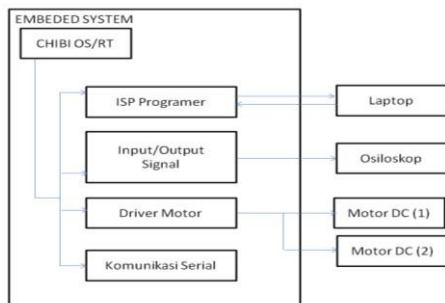 EMBEDED SYSTEM
CHIBI OS/RT
ISP Programer
Laptop
Input/Output
Signal
Osiloskop
Driver Motor
Motor DC (1)
Motor DC (2)
Komunikasi Serial